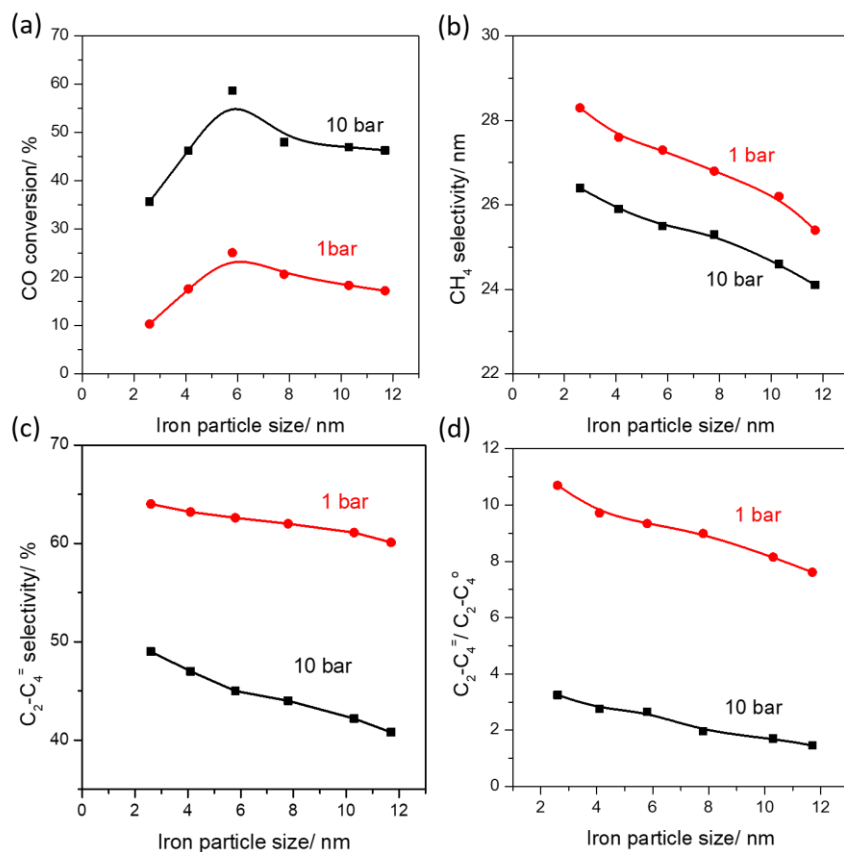 (a)
CO conversion/ %
70
60
50
40
30
20
10
0
10 bar
1bar
0 2 4 6 8 10 12
Iron particle size/ nm
(b)
CH₄ selectivity/ nm
30
28
26
24
22
1 bar
10 bar
0 2 4 6 8 10 12
Iron particle size/ nm
(c)
C₂-C₄⁼ selectivity/ %
70
60
50
40
1 bar
10 bar
0 2 4 6 8 10 12
Iron particle size/ nm
(d)
C₂-C₄⁼/ C₂-C₄⁰
12
10
8
6
4
2
0
1 bar
10 bar
2 4 6 8 10 12
Iron particle size/ nm